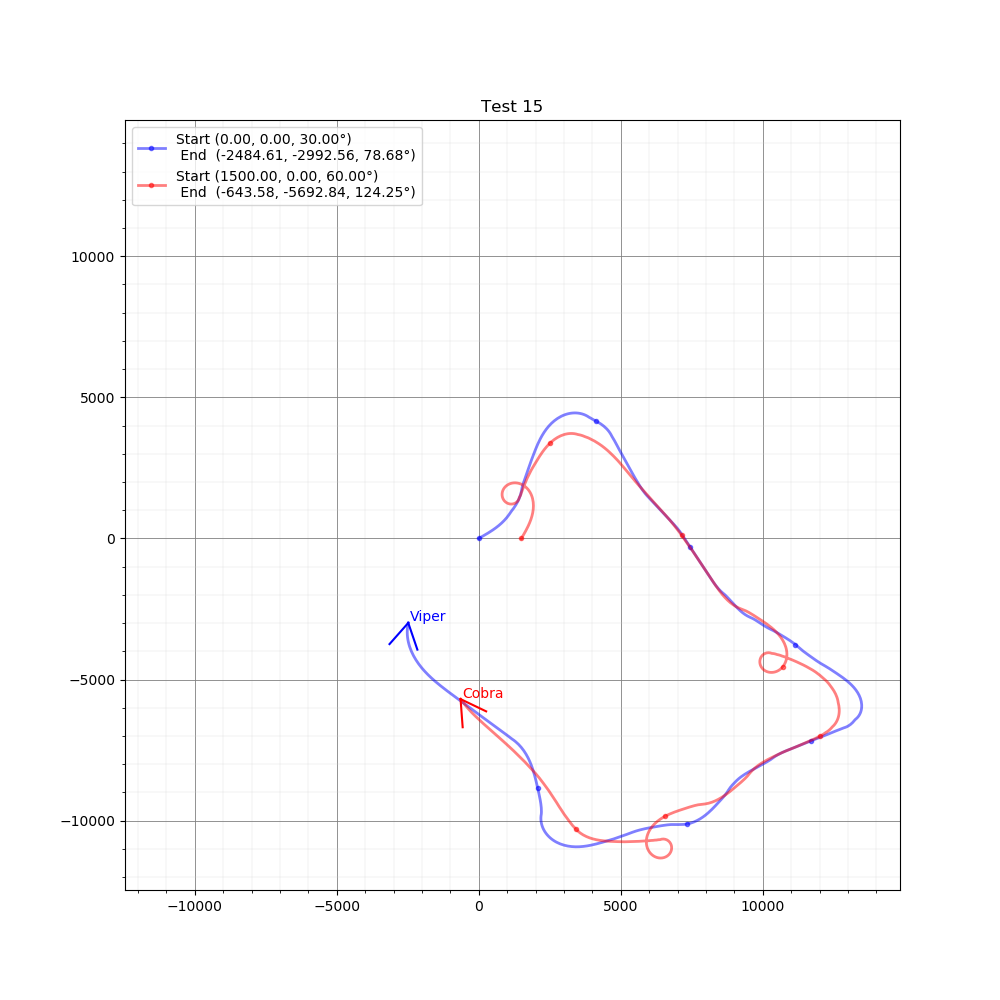 Test 15
Start (0.00, 0.00, 30.00°)
End (-2484.61, -2992.56, 78.68°)
Start (1500.00, 0.00, 60.00°)
End (-643.58, -5692.84, 124.25°)
10000
5000
0
−5000
−10000
Viper
Cobra
−10000
−5000
0
5000
10000